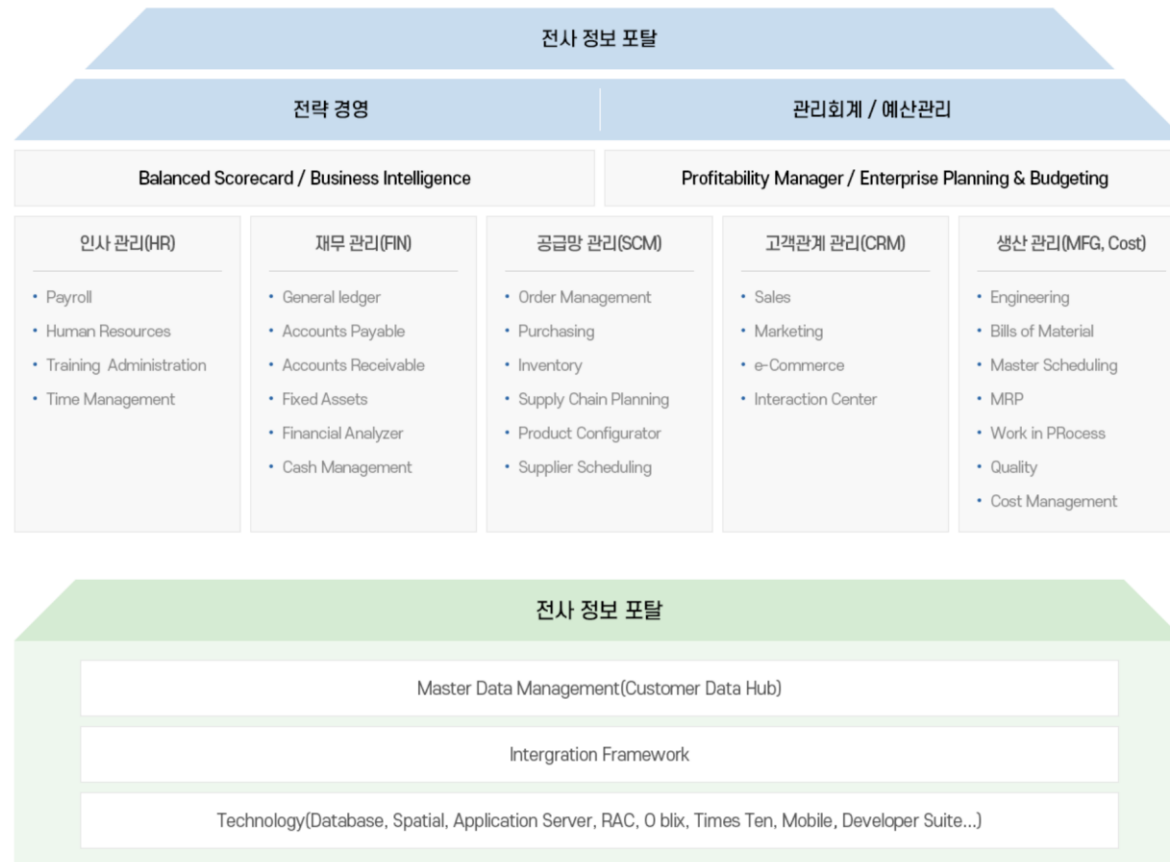 전사 정보 포탈
전략 경영
관리회계 / 예산관리
Balanced Scorecard / Business Intelligence
Profitability Manager / Enterprise Planning & Budgeting
인사 관리(HR)
• Payroll
• Human Resources
• Training Administration
• Time Management
재무 관리(FIN)
• General ledger
• Accounts Payable
• Accounts Receivable
• Fixed Assets
• Financial Analyzer
• Cash Management
공급망 관리(SCM)
• Order Management
• Purchasing
• Inventory
• Supply Chain Planning
• Product Configurator
• Supplier Scheduling
고객관계 관리(CRM)
• Sales
• Marketing
• e-Commerce
• Interaction Center
생산 관리(MFG, Cost)
• Engineering
• Bills of Material
• Master Scheduling
• MRP
• Work in PRocess
• Quality
• Cost Management
전사 정보 포탈
Master Data Management(Customer Data Hub)
Intergration Framework
Technology(Database, Spatial, Application Server, RAC, O blix, Times Ten, Mobile, Developer Suite...)